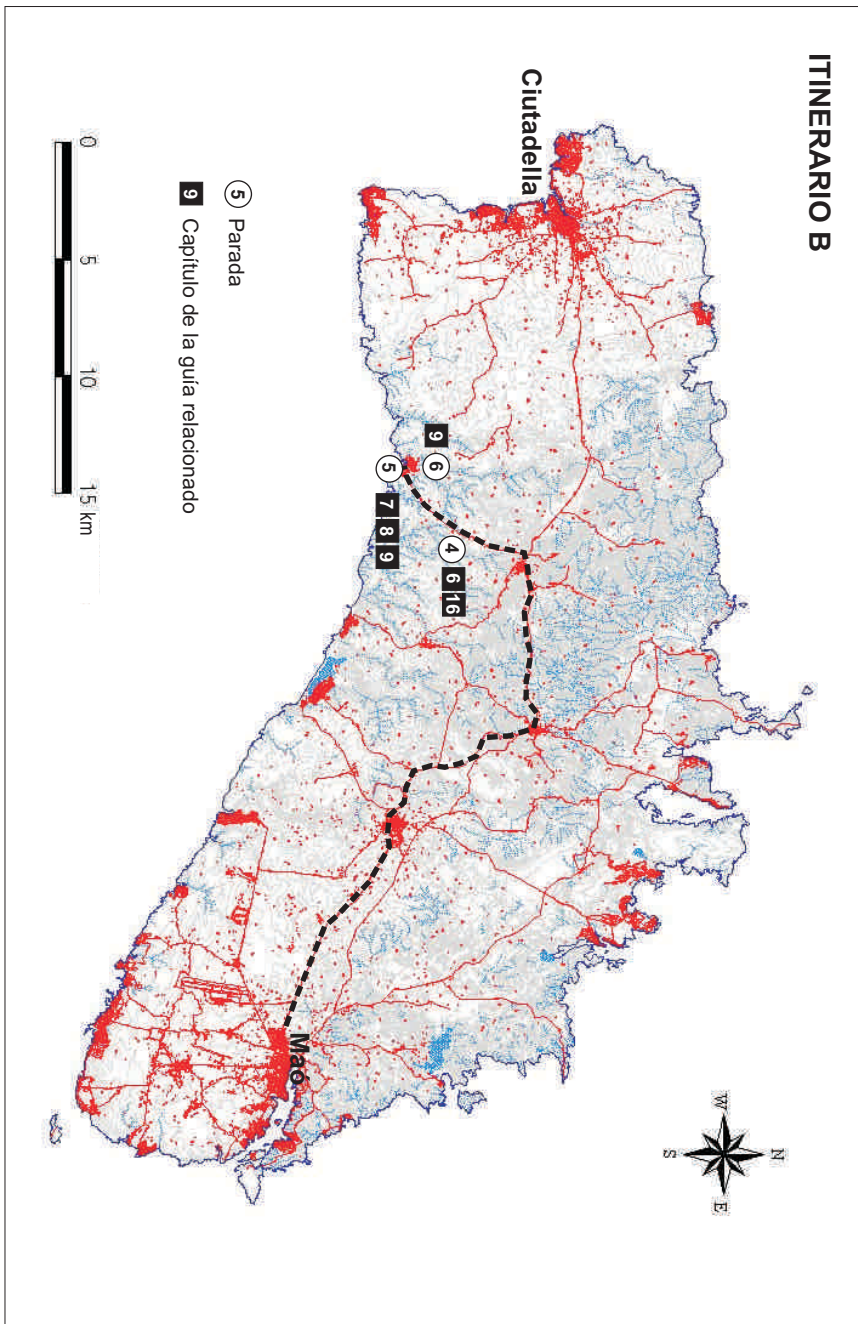 ITINERARIO B
N
W
E
S
Ciutadella
Maó
9
6
4
6 16
5
7 8 9
5 Parada
9 Capítulo de la guía relacionado
0 5 10 15 km